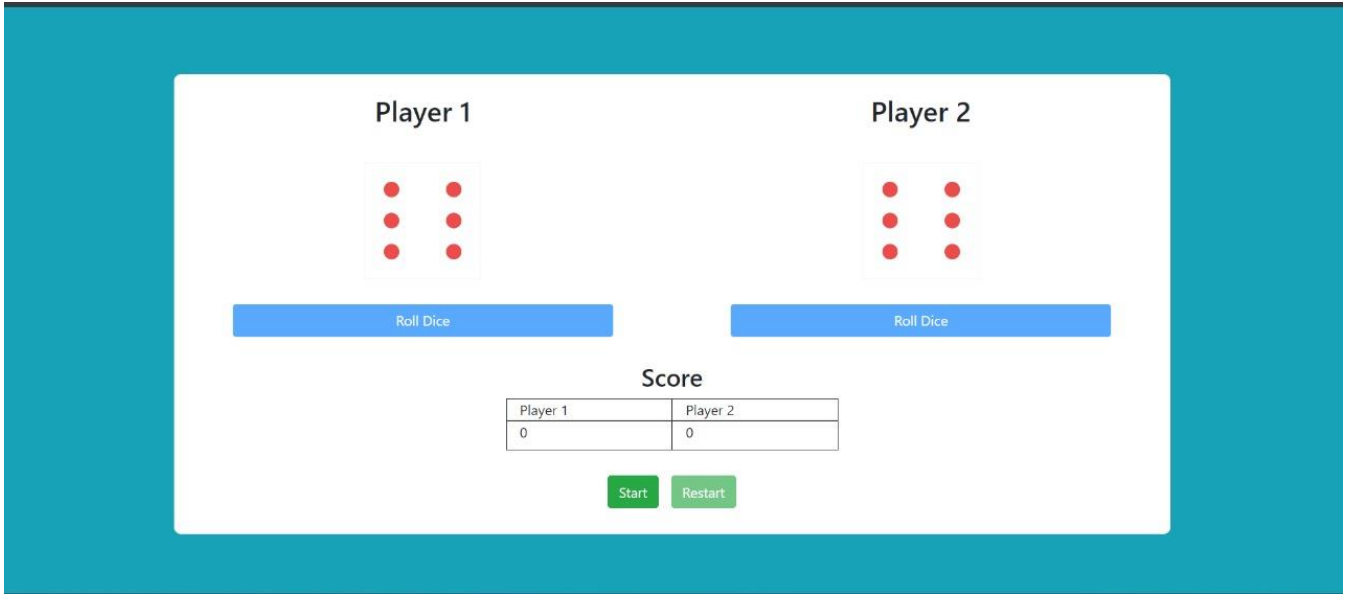 Player 1 Player 2
Roll Dice Roll Dice
Score
Player 1 Player 2
0 0
Start Restart